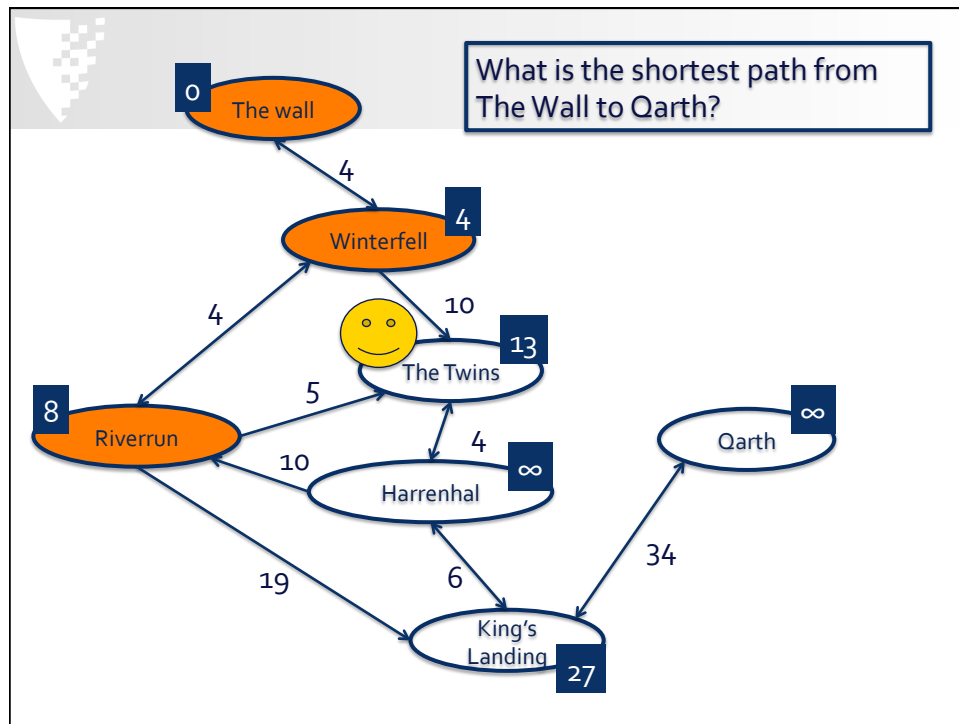 What is the shortest path from
The Wall to Qarth?
0
The wall
4
4
Winterfell
4
10
13
The Twins
5
8
Riverrun
∞
Qarth
4
10
∞
Harrenhal
34
6
19
King's
Landing
27